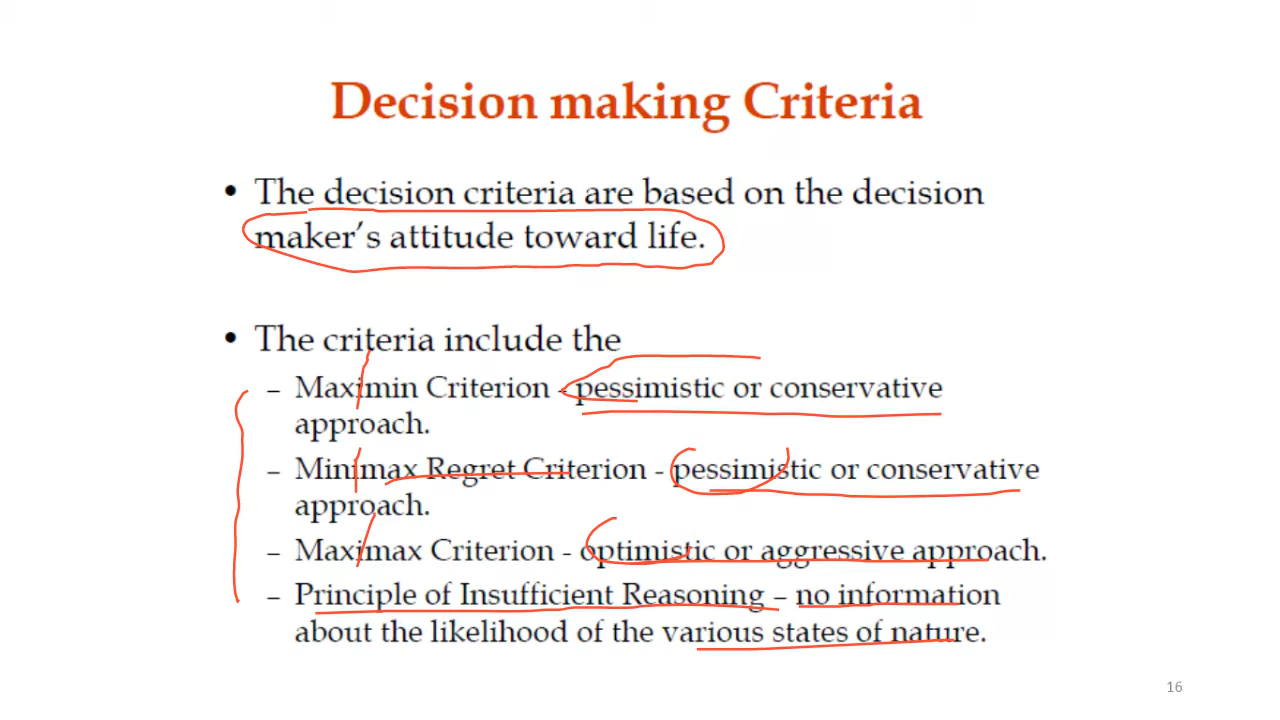 Decision making Criteria
• The decision criteria are based on the decision
maker's attitude toward life.
• The criteria include the
– Maximin Criterion - pessimistic or conservative
approach.
– Minimax Regret Criterion - pessimistic or conservative
approach.
– Maximax Criterion - optimistic or aggressive approach.
– Principle of Insufficient Reasoning – no information
about the likelihood of the various states of nature.
16